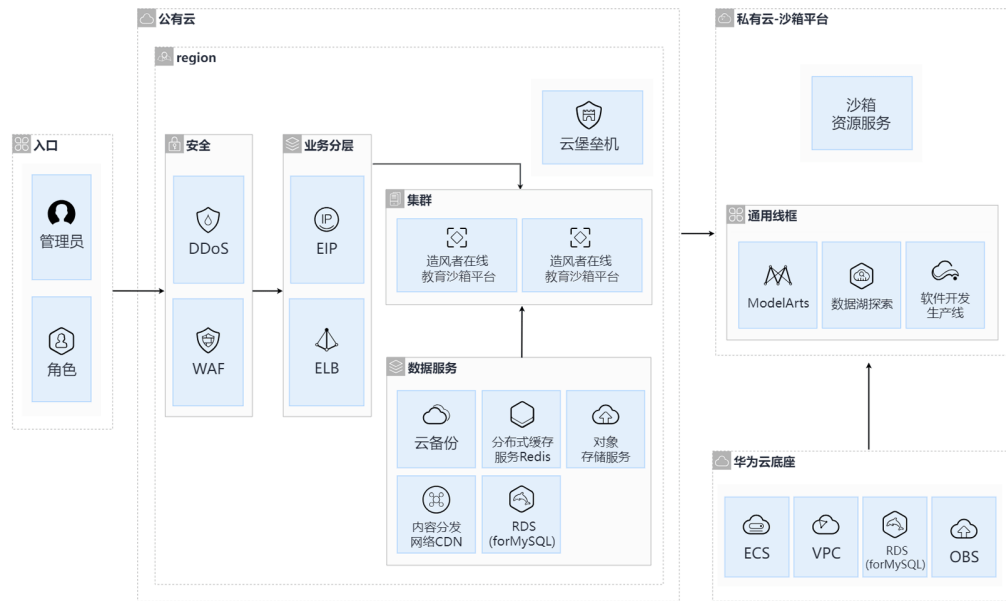 公有云
region
入口
管理员
角色
安全
DDoS
WAF
业务分层
EIP
ELB
云堡垒机
集群
造风者在线
教育沙箱平台
造风者在线
教育沙箱平台
数据服务
云备份
分布式缓存
服务Redis
对象
存储服务
内容分发
网络CDN
RDS
(forMySQL)
私有云-沙箱平台
沙箱
资源服务
通用线框
ModelArts
数据湖探索
软件开发
生产线
华为云底座
ECS
VPC
RDS
(forMySQL)
OBS